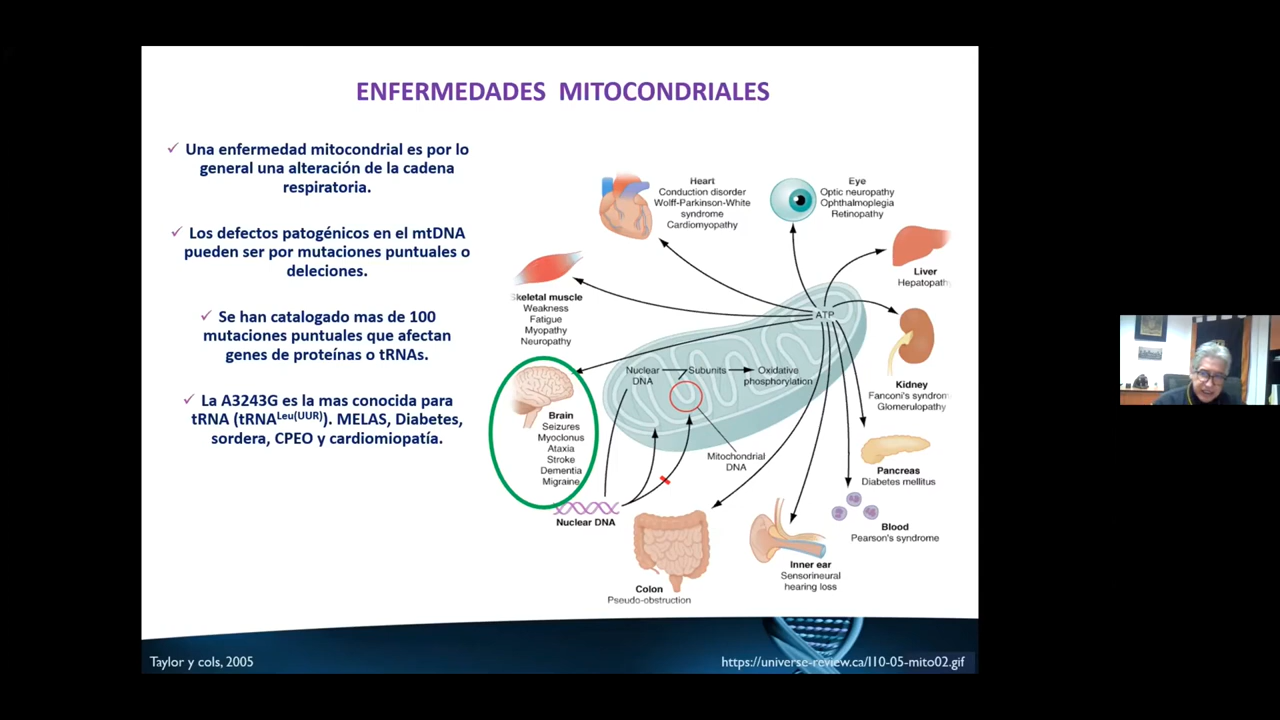 ENFERMEDADES MITOCONDRIALES
✓ Una enfermedad mitocondrial es por lo
general una alteración de la cadena
respiratoria.
✓ Los defectos patogénicos en el mtDNA
pueden ser por mutaciones puntuales o
deleciones.
✓ Se han catalogado mas de 100
mutaciones puntuales que afectan
genes de proteínas o tRNAs.
✓ La A3243G es la mas conocida para
tRNA (tRNALeu(UUR)). MELAS, Diabetes,
sordera, CPEO y cardiomiopatía.
Heart
Conduction disorder
Wolff-Parkinson-White
syndrome
Cardiomyopathy
Eye
Optic neuropathy
Ophthalmoplegia
Retinopathy
Liver
Hepatopath
Skeletal muscle
Weakness
Fatigue
Myopathy
Neuropathy
ATP
Nuclear
DNA
Subunits
Oxidative
phosphorylation
Kidney
Fanconi's syndrom
Glomerulopathy
Brain
Seizures
Myoclonus
Ataxia
Stroke
Dementia
Migraine
Mitochondrial
DNA
Pancreas
Diabetes mellitus
Nuclear DNA
Blood
Pearson's syndrome
Inner ear
Sensorineural
hearing loss
Colon
Pseudo-obstruction
Taylor y cols, 2005
https://universe-review.ca/I10-05-mito02.gif